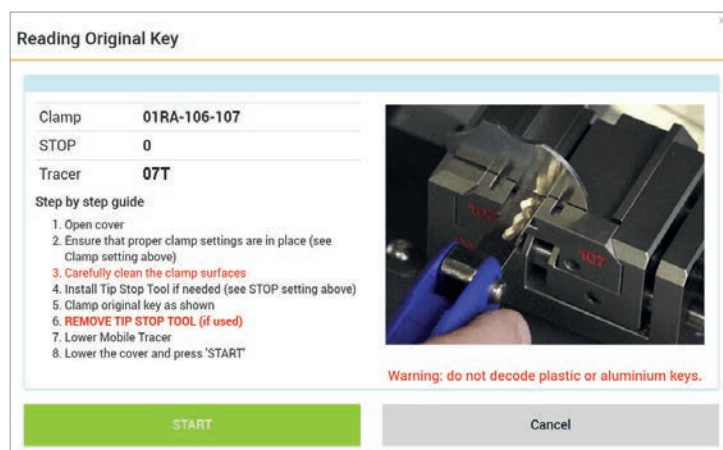 Reading Original Key
Clamp 01RA-106-107
STOP 0
Tracer 07T
Step by step guide
1. Open cover
2. Ensure that proper clamp settings are in place (see
Clamp setting above)
3. Carefully clean the clamp surfaces
4. Install Tip Stop Tool if needed (see STOP setting above)
5. Clamp original key as shown
6. REMOVE TIP STOP TOOL (if used)
7. Lower Mobile Tracer
8. Lower the cover and press 'START'
107
Warning: do not decode plastic or aluminium keys.
START
Cancel